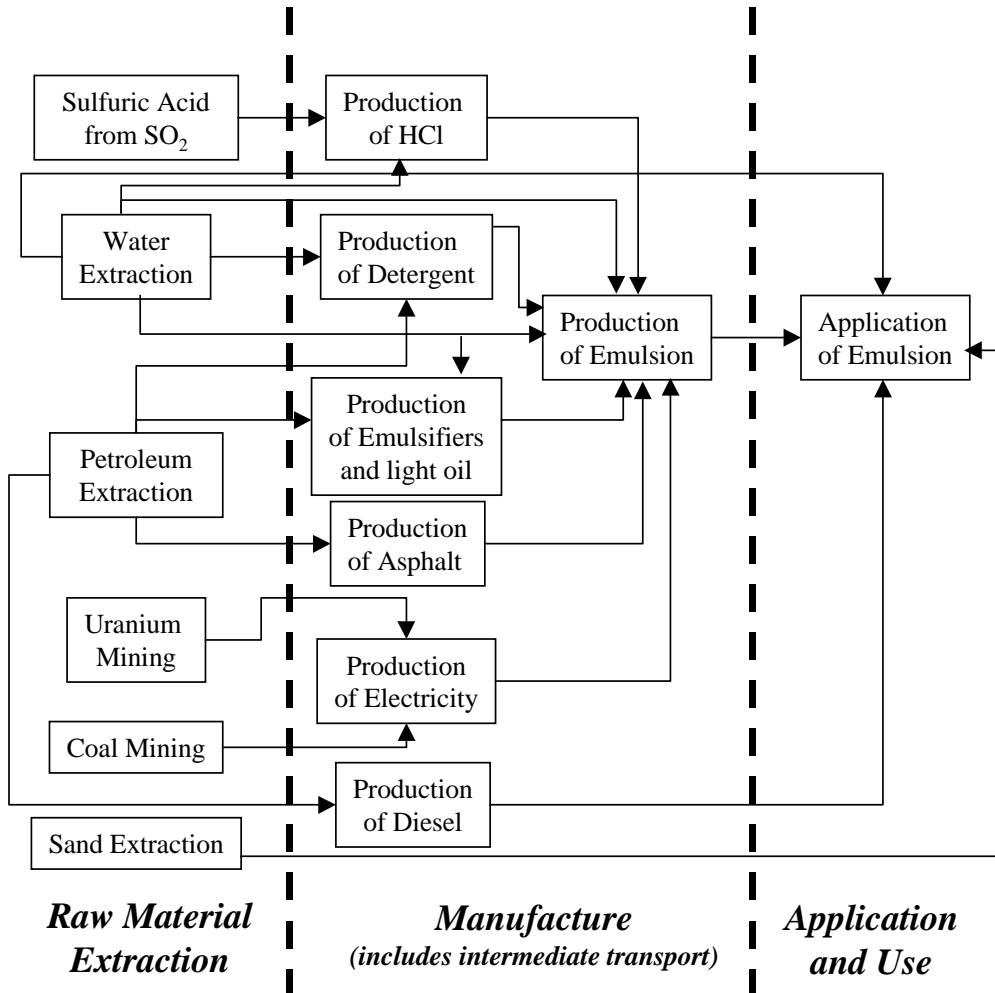 Sulfuric Acid
from SO₂
Production
of HCl
Water
Extraction
Production
of Detergent
Production
of Emulsion
Application
of Emulsion
Production
of Emulsifiers
and light oil
Petroleum
Extraction
Production
of Asphalt
Uranium
Mining
Production
of Electricity
Coal Mining
Production
of Diesel
Sand Extraction
Raw Material
Extraction
Manufacture
(includes intermediate transport)
Application
and Use